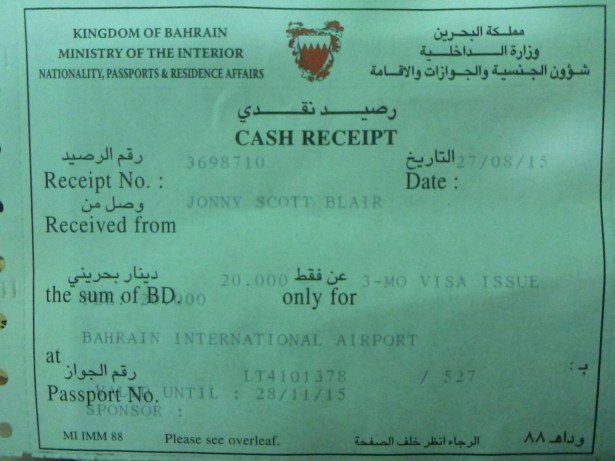 KINGDOM OF BAHRAIN
MINISTRY OF THE INTERIOR
NATIONALITY, PASSPORTS & RESIDENCE AFFAIRS
مملكة البحرين
وزارة الداخلية
شؤون الجنسية والجوازات والاقامة
رصيد نقدي
CASH RECEIPT
رقم الرصيد
Receipt No. : 3698710
التاريخ
Date : 27/08/15
وصل من
Received from JONNY SCOTT BLAIR
دينار بحريني 20.000 عن فقط 3-MO VISA ISSUE
the sum of BD. only for
BAHRAIN INTERNATIONAL AIRPORT
at ب :
رقم الجواز LT4101378 / 527
Passport No. VALID UNTIL : 28/11/15
SPONSOR :
MI IMM 88 Please see overleaf. الرجاء انظر خلف الصفحة وداهـ ٨٨